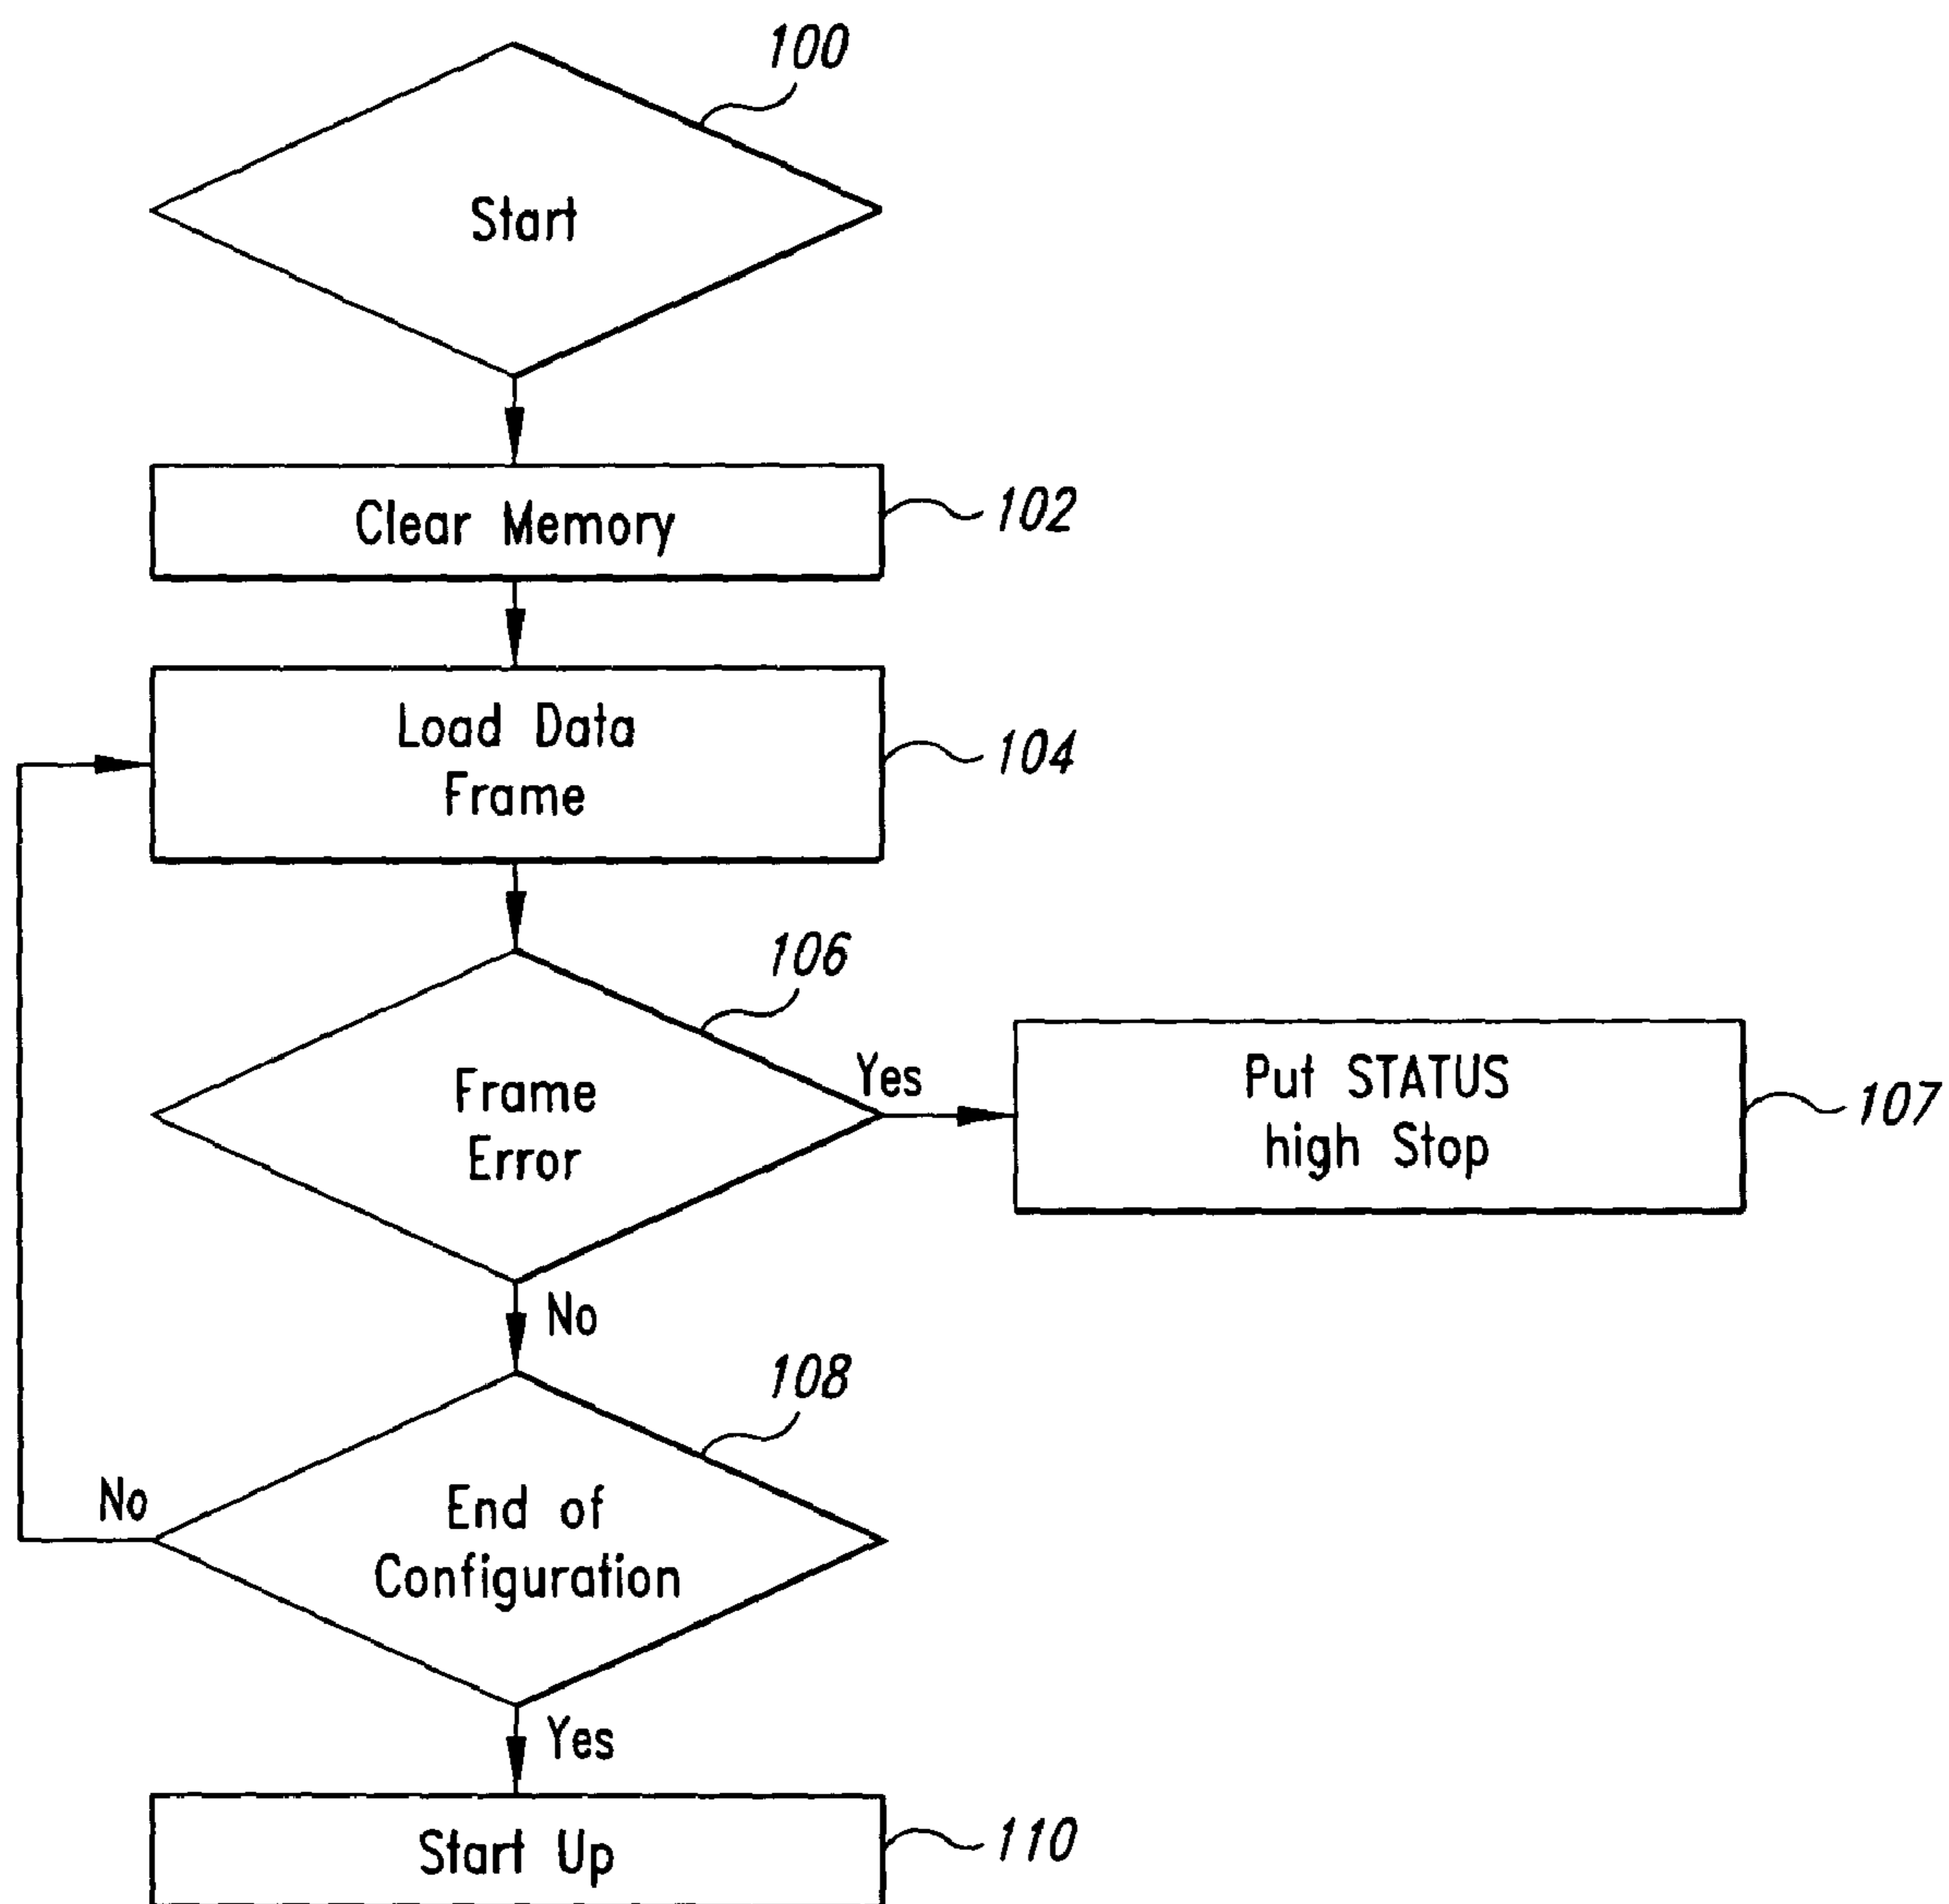 100
Start
Clear Memory
102
Load Data
Frame
104
106
Frame
Error
Yes
Put STATUS
high Stop
107
No
108
End of
Configuration
No
Yes
Start Up
110